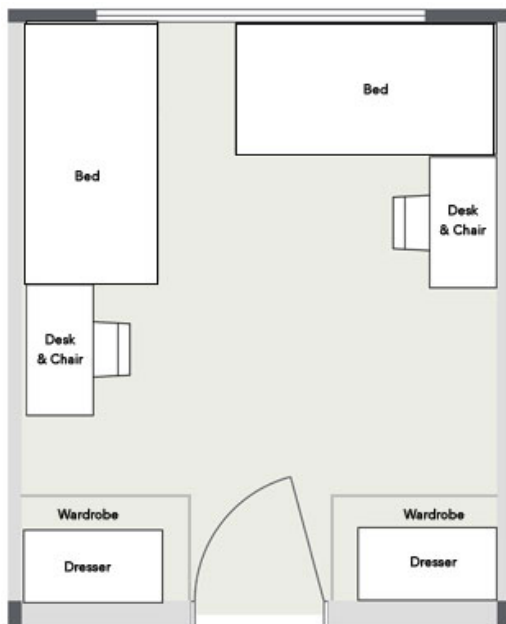 Bed
Bed
Desk
& Chair
Desk
& Chair
Wardrobe
Wardrobe
Dresser
Dresser